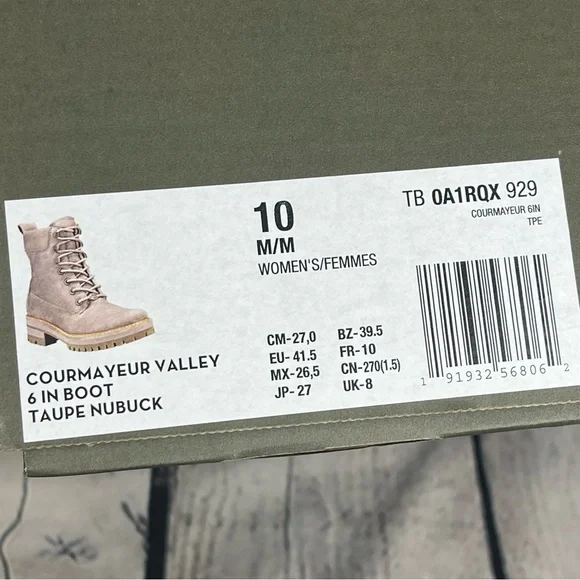 TB 0A1RQX 929
COURMAYEUR 6IN
TPE
10
M/M
WOMEN'S/FEMMES
COURMAYEUR VALLEY
6 IN BOOT
TAUPE NUBUCK
CM-27,0 BZ-39.5
EU-41.5 FR-10
MX-26,5 CN-270(1.5)
JP-27 UK-8
1 91932 56806 2